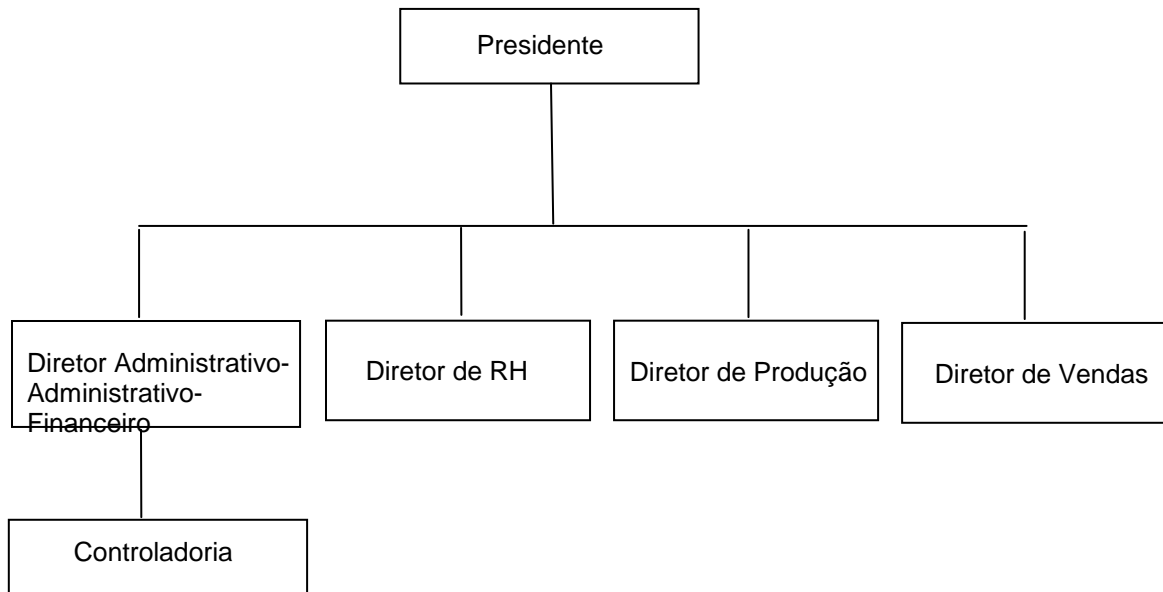 Presidente
Diretor Administrativo-
Administrativo-
Financeiro
Diretor de RH
Diretor de Produção
Diretor de Vendas
Controladoria